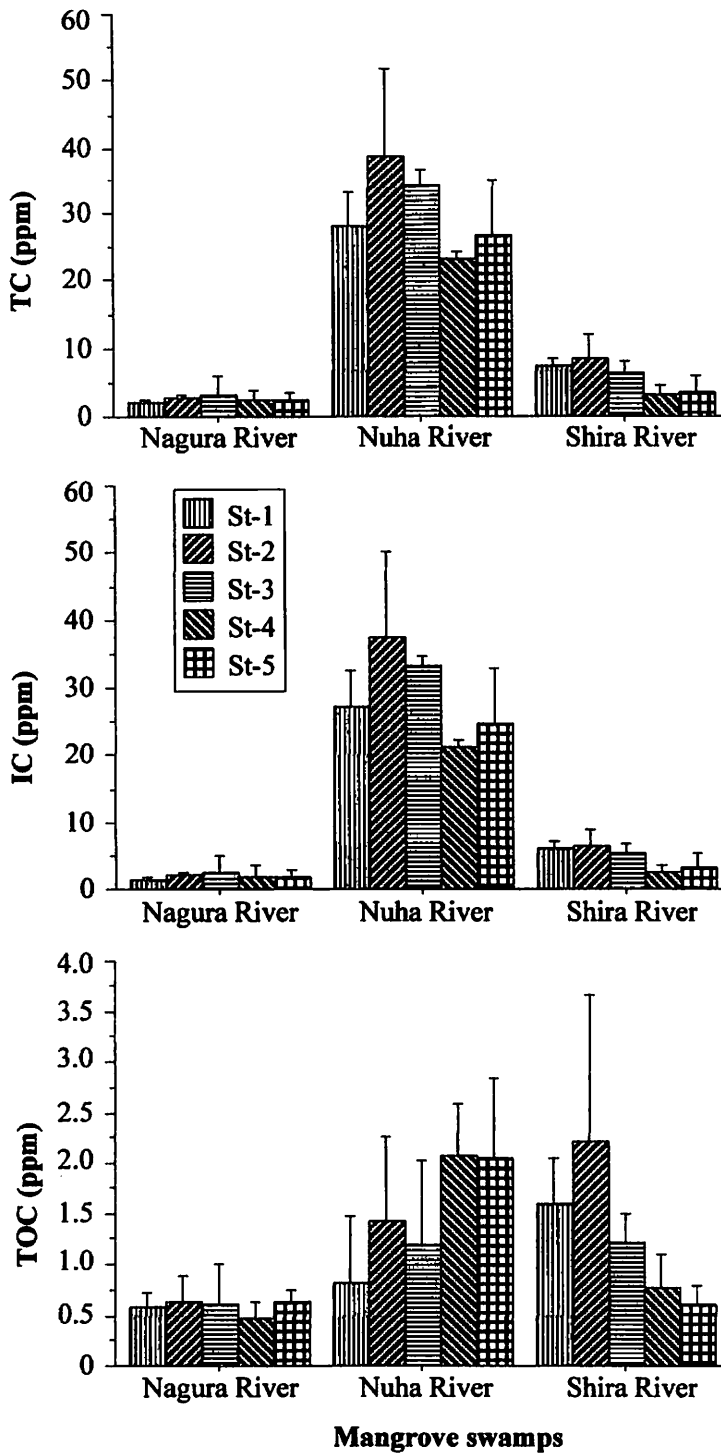 60
50
40
30
20
10
0
TC (ppm)
Nagura River Nuha River Shira River
60
50
40
30
20
10
0
IC (ppm)
St-1
St-2
St-3
St-4
St-5
Nagura River Nuha River Shira River
4.0
3.5
3.0
2.5
2.0
1.5
1.0
0.5
0
TOC (ppm)
Nagura River Nuha River Shira River
Mangrove swamps